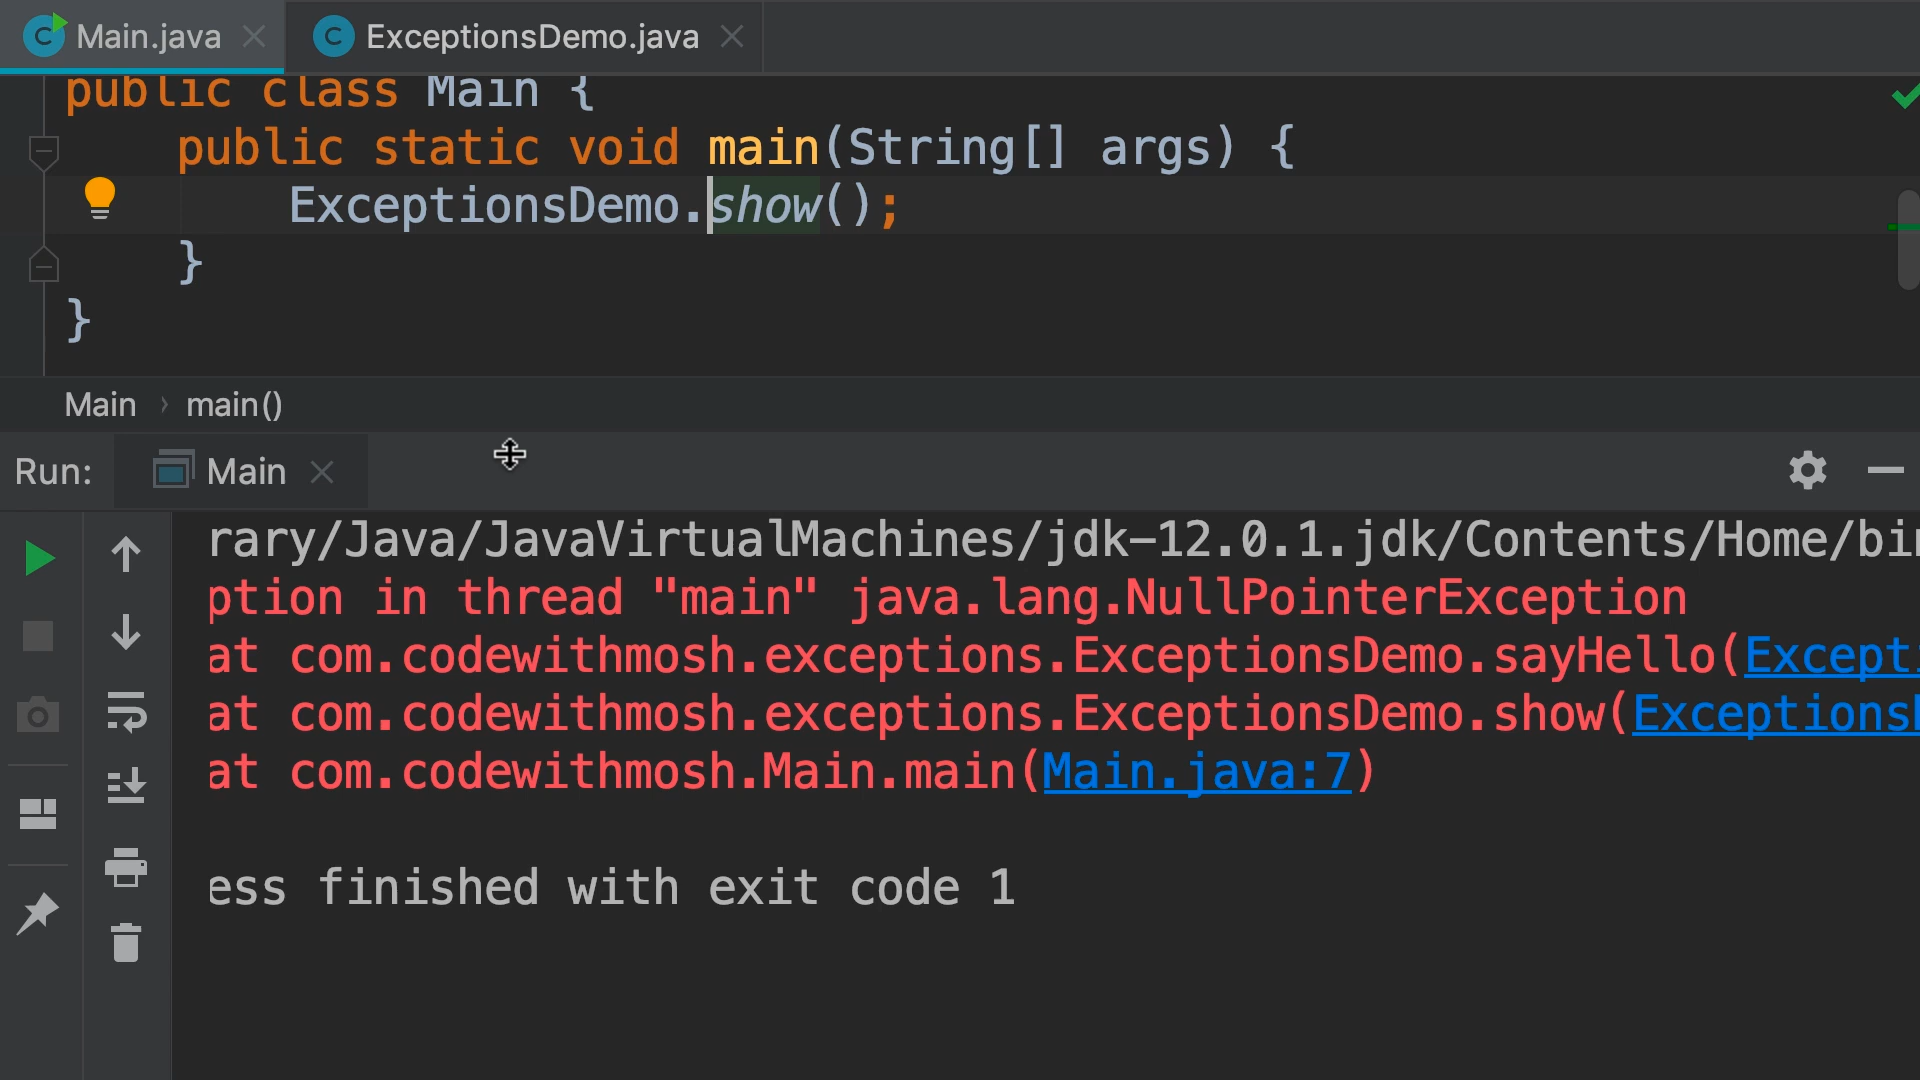 Main.java ExceptionsDemo.java
public class Main {
public static void main(String[] args) {
ExceptionsDemo.show();
}
}
Main main()
Run: Main
rary/Java/JavaVirtualMachines/jdk-12.0.1.jdk/Contents/Home/bin
ption in thread "main" java.lang.NullPointerException
at com.codewithmosh.exceptions.ExceptionsDemo.sayHello(Excepti
at com.codewithmosh.exceptions.ExceptionsDemo.show(ExceptionsD
at com.codewithmosh.Main.main(Main.java:7)
ess finished with exit code 1